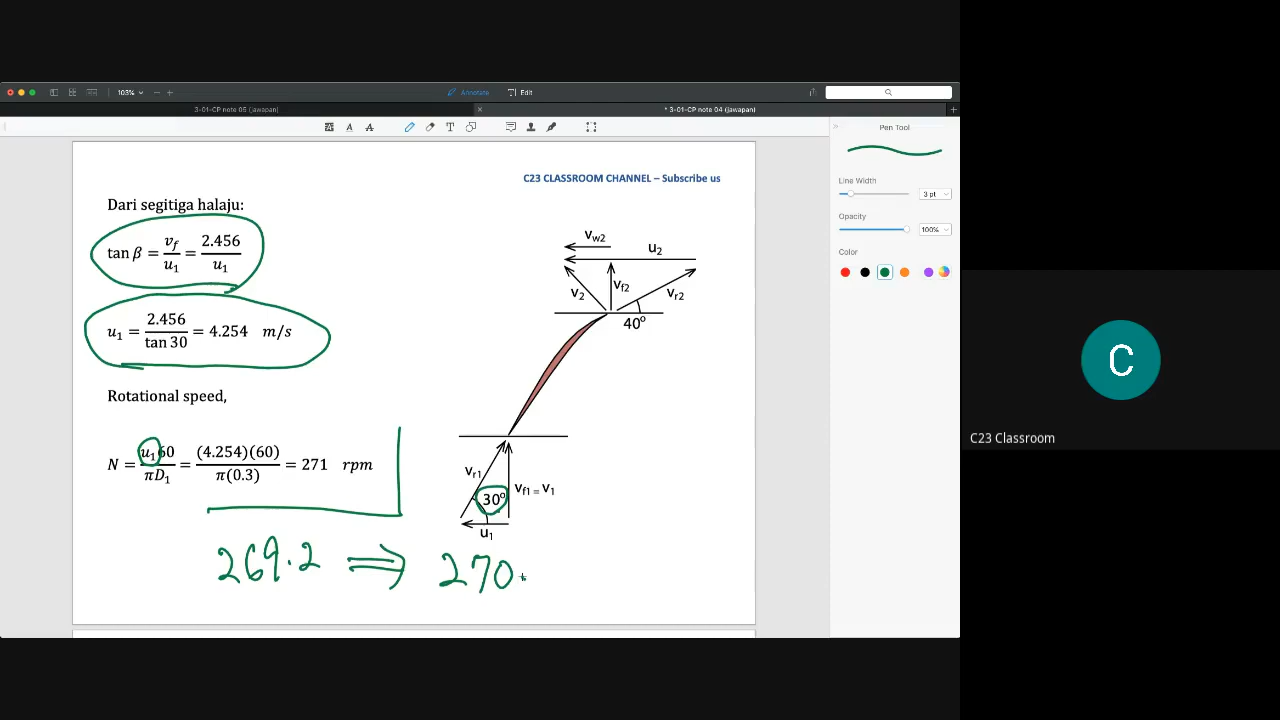 103%
Annotate
Edit
3-01-CP note 05 (jawapan)
* 3-01-CP note 04 (jawapan)
Pen Tool
Line Width
3 pt
Opacity
100%
Color
C23 CLASSROOM CHANNEL – Subscribe us
Dari segitiga halaju:
tan β = v_f / u_1 = 2.456 / u_1
u_1 = 2.456 / tan 30 = 4.254 m/s
Rotational speed,
N = u_1 60 / πD_1 = (4.254)(60) / π(0.3) = 271 rpm
269.2 ⟹ 270.
v_w2
u_2
v_2
v_f2
v_r2
40°
v_r1
30°
v_f1 = v_1
u_1
C
C23 Classroom